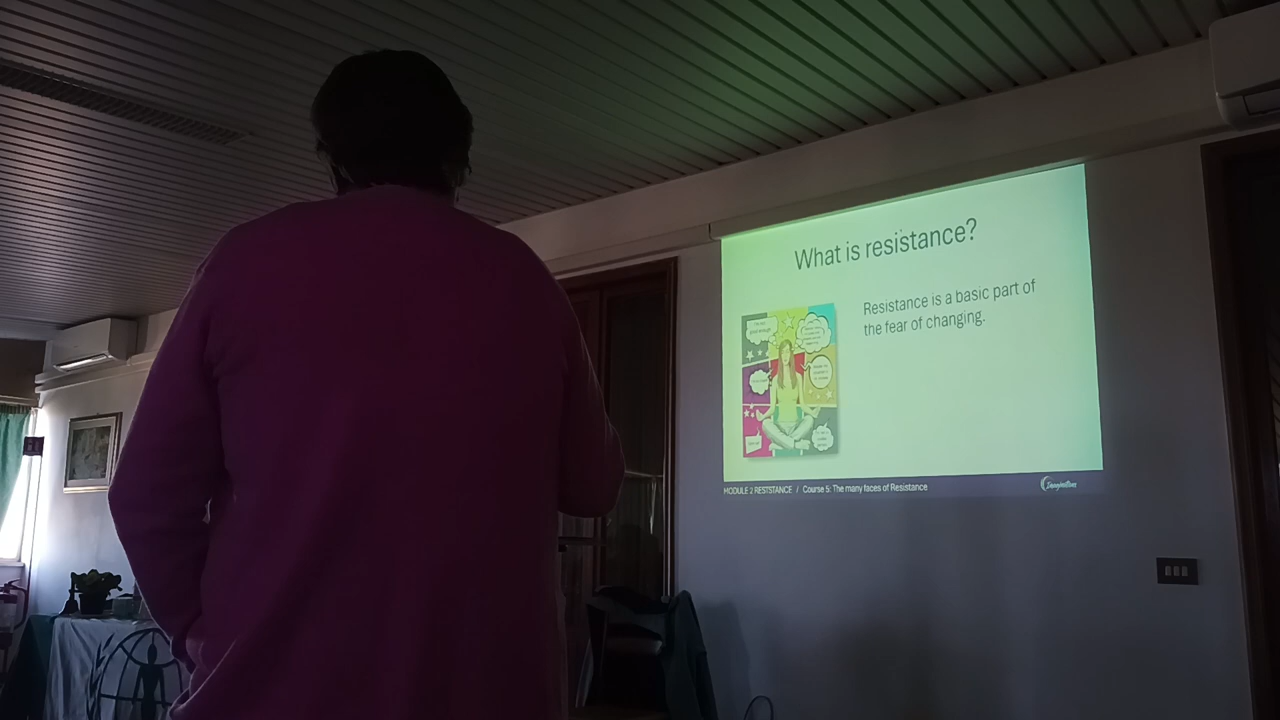 What is resistance?
Resistance is a basic part of
the fear of changing.
MODULE 2 RESTSTANCE / Course 5: The many faces of Resistance